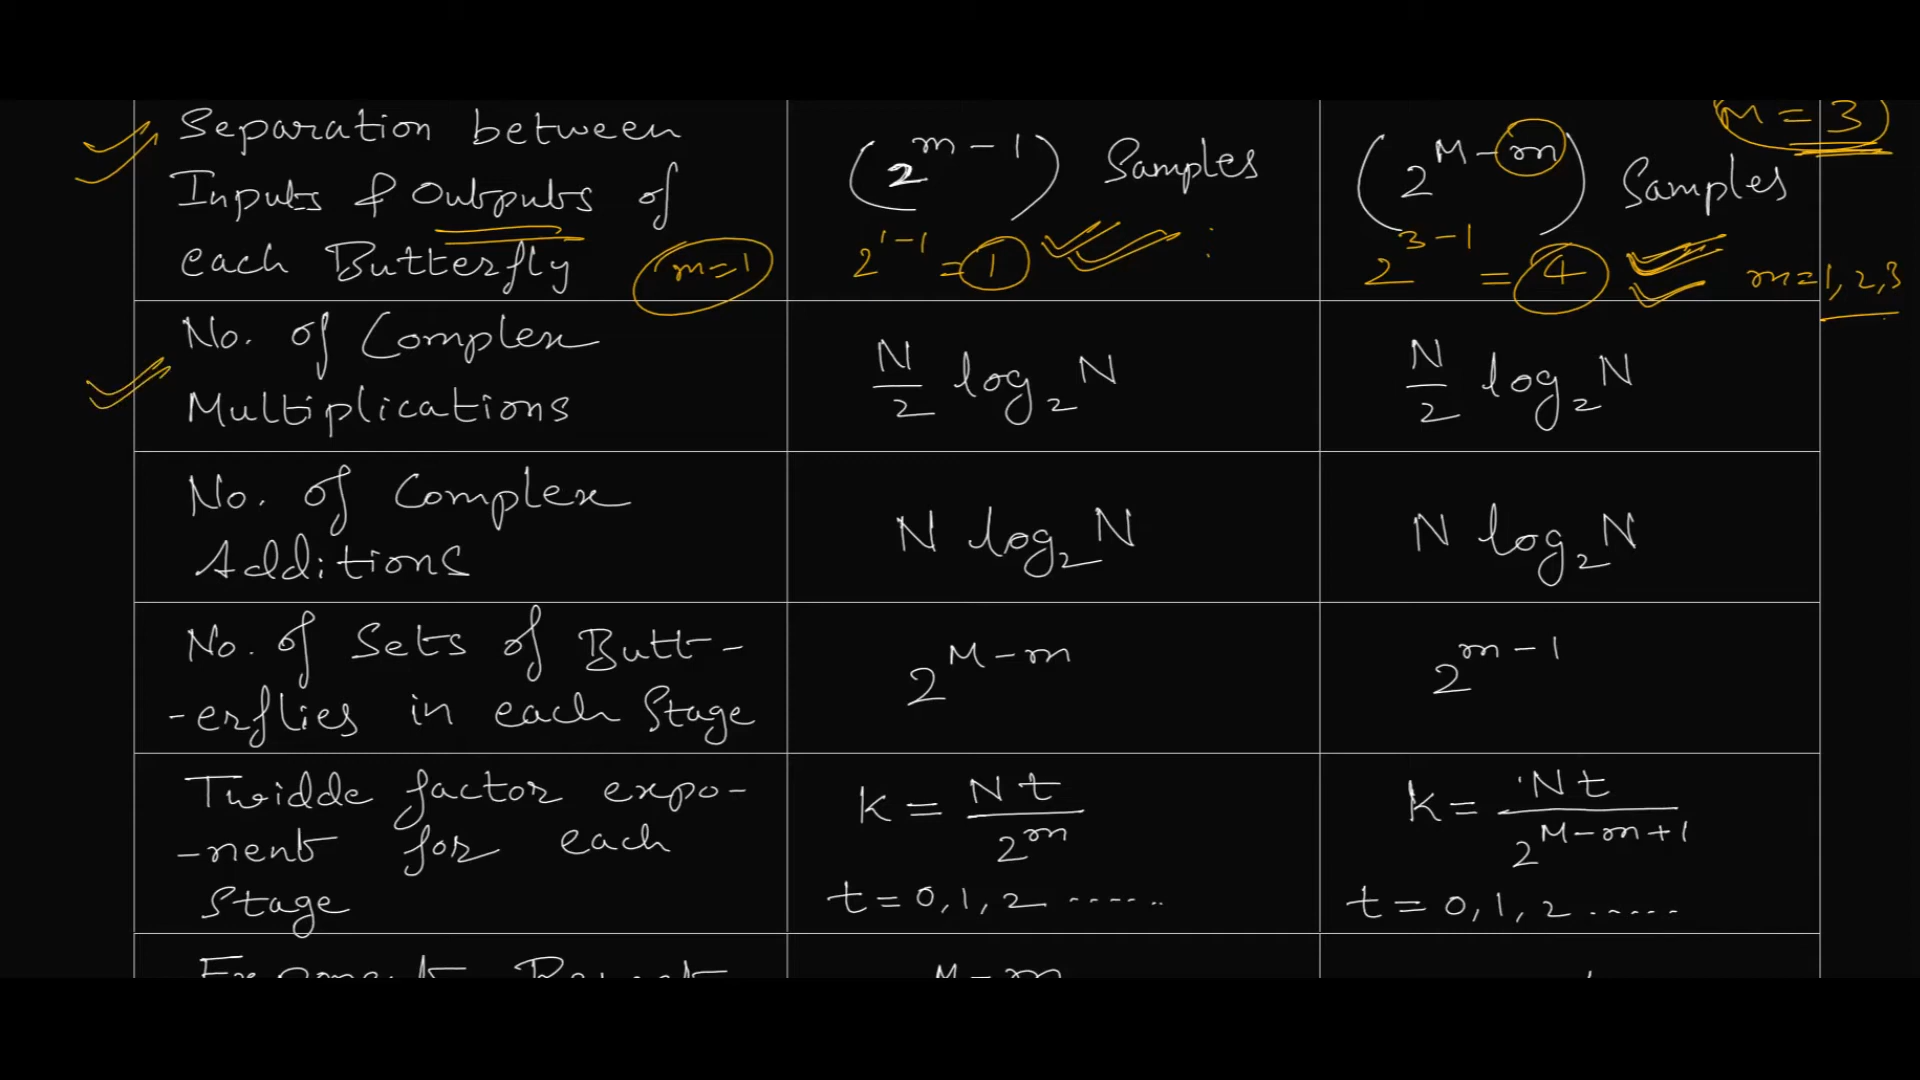 Separation between
Inputs & Outputs of
each Butterfly
m=1
(2^{m-1}) Samples
2^{1-1} = 1
M = 3
(2^{M-m}) Samples
2^{3-1} = 4
m=1,2,3
No. of Complex
Multiplications
N/2 log₂ N
N/2 log₂ N
No. of Complex
Additions
N log₂ N
N log₂ N
No. of Sets of Butt-
-erflies in each Stage
2^{M-m}
2^{m-1}
Twidde factor expo-
-nent for each
Stage
K = Nt/2^{m}
t = 0, 1, 2 ......
K = Nt/2^{M-m+1}
t = 0, 1, 2 ......
M-m